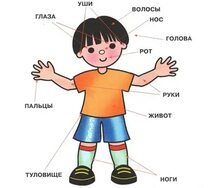 УШИ
ВОЛОСЫ
ГЛАЗА
НОС
ГОЛОВА
РОТ
РУКИ
ПАЛЬЦЫ
ЖИВОТ
ТУЛОВИЩЕ
НОГИ